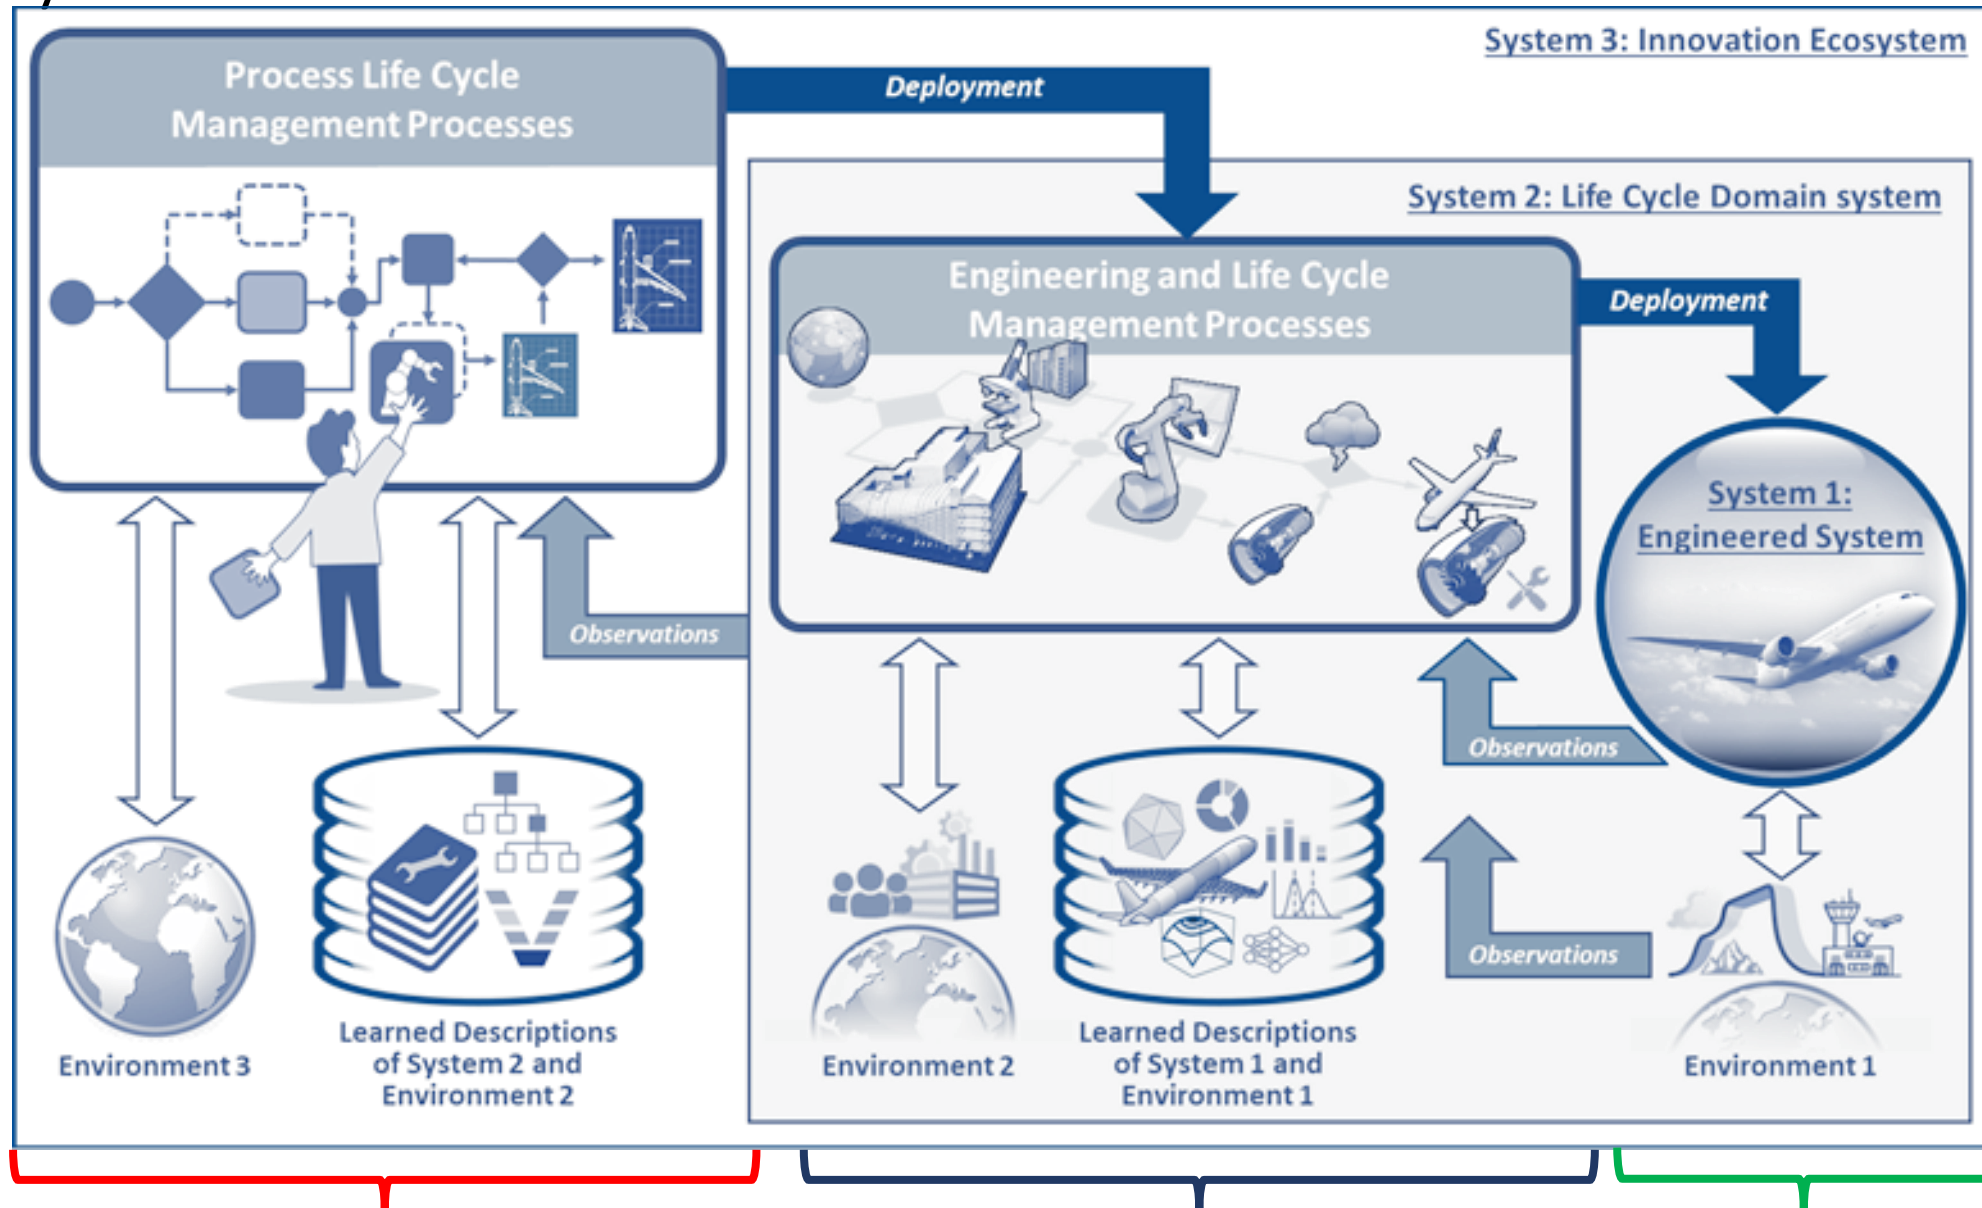 System 3: Innovation Ecosystem
Process Life Cycle
Management Processes
Deployment
System 2: Life Cycle Domain system
Engineering and Life Cycle
Management Processes
Deployment
System 1:
Engineered System
Observations
Observations
Observations
Environment 3
Learned Descriptions
of System 2 and
Environment 2
Environment 2
Learned Descriptions
of System 1 and
Environment 1
Environment 1